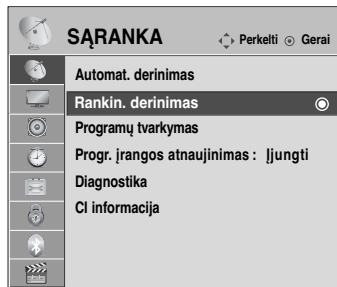 SĄRANKA
Perkelti Gerai
Automat. derinimas
Rankin. derinimas
Programų tvarkymas
Progr. įrangos atnaujinimas : Įjungti
Diagnostika
CI informacija